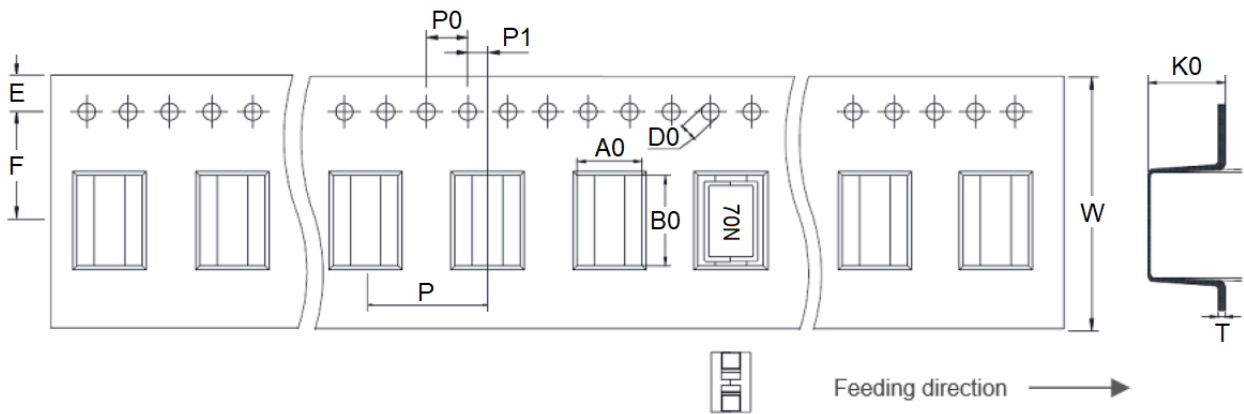 P0
P1
K0
E
D0
A0
F
B0
70N
W
P
T
Feeding direction